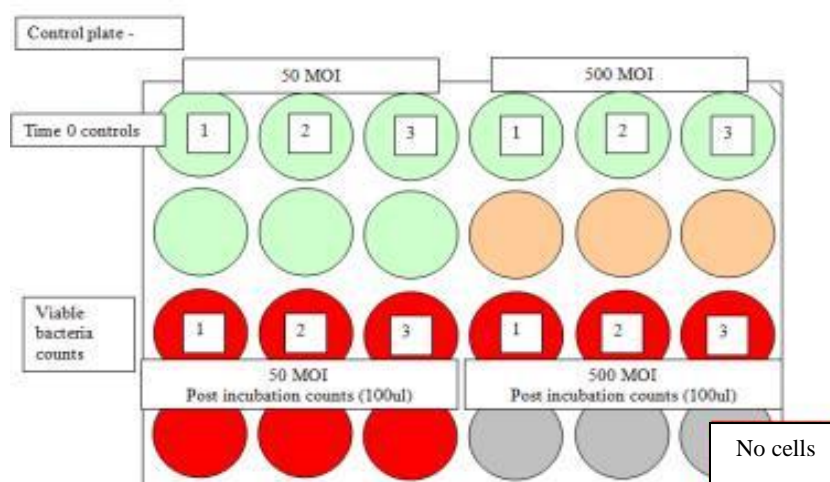 Control plate -
50 MOI
500 MOI
Time 0 controls
1
2
3
1
2
3
Viable
bacteria
counts
1
2
3
1
2
3
50 MOI
Post incubation counts (100ul)
500 MOI
Post incubation counts (100ul)
No cells